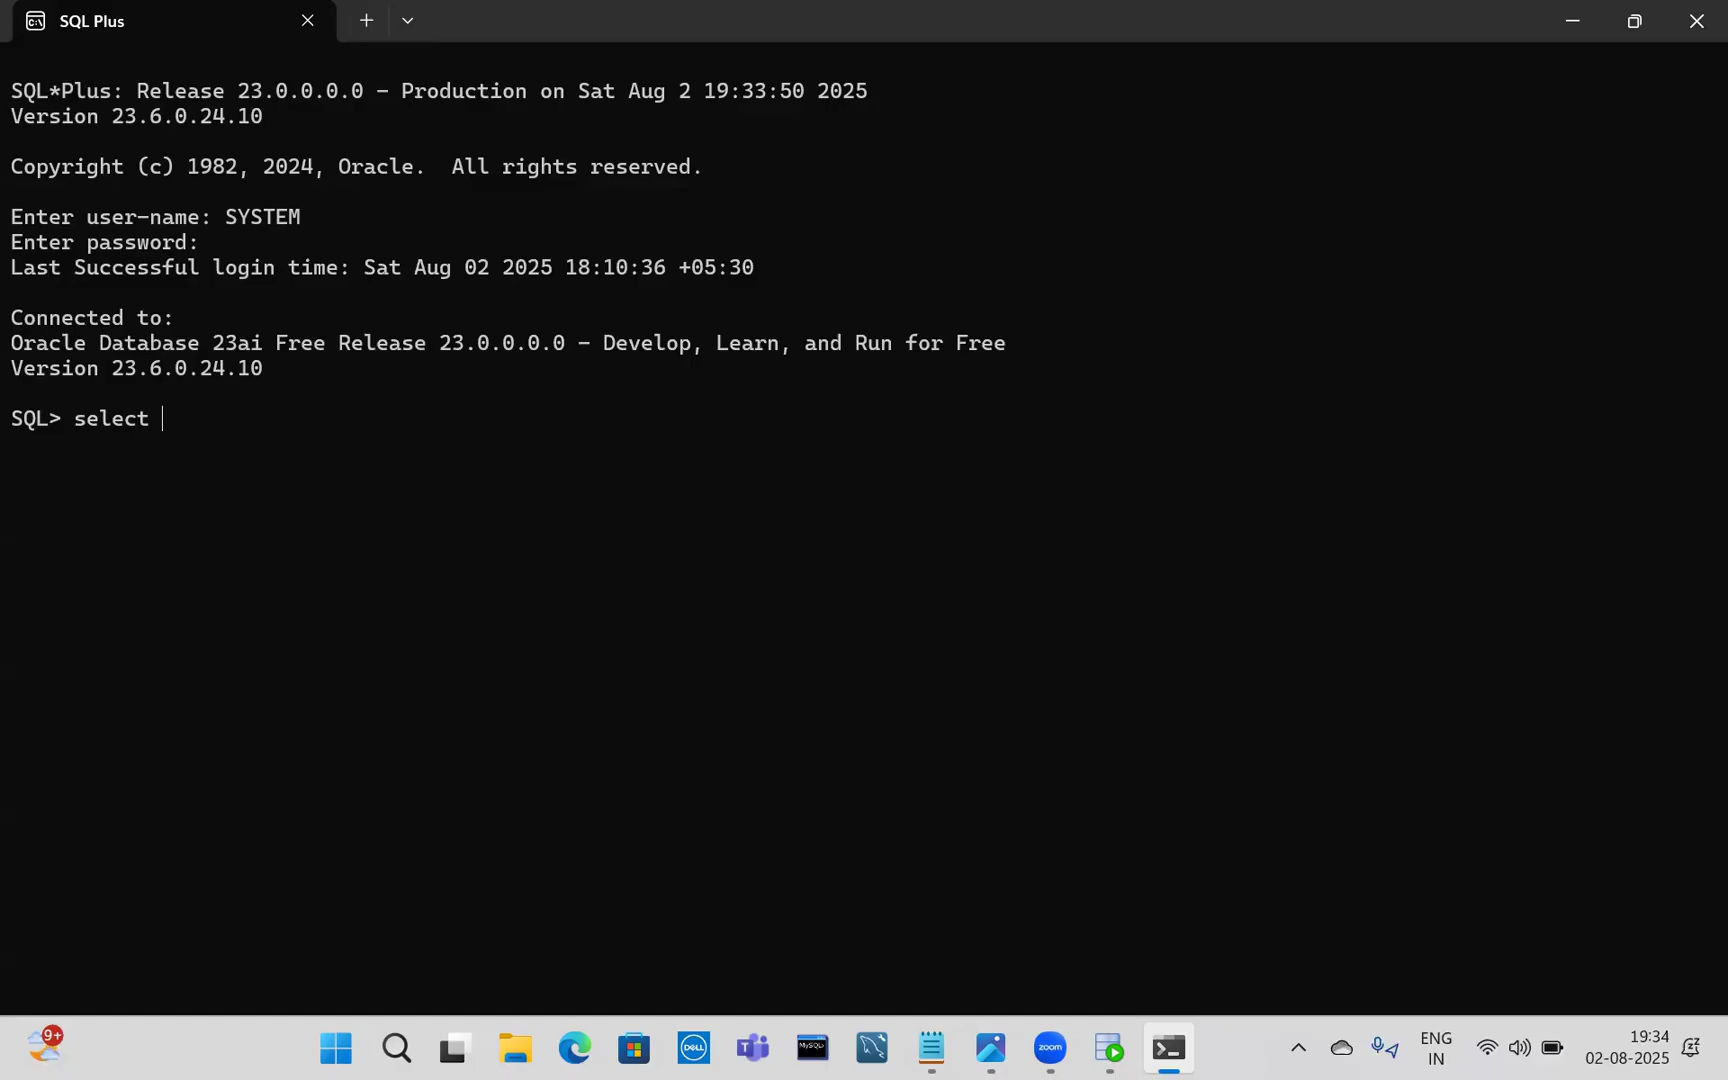 SQL Plus
SQL*Plus: Release 23.0.0.0.0 - Production on Sat Aug 2 19:33:50 2025
Version 23.6.0.24.10
Copyright (c) 1982, 2024, Oracle.  All rights reserved.
Enter user-name: SYSTEM
Enter password:
Last Successful login time: Sat Aug 02 2025 18:10:36 +05:30
Connected to:
Oracle Database 23ai Free Release 23.0.0.0.0 - Develop, Learn, and Run for Free
Version 23.6.0.24.10
SQL> select
9+
DELL
MySQL
zoom
ENG
IN
19:34
02-08-2025